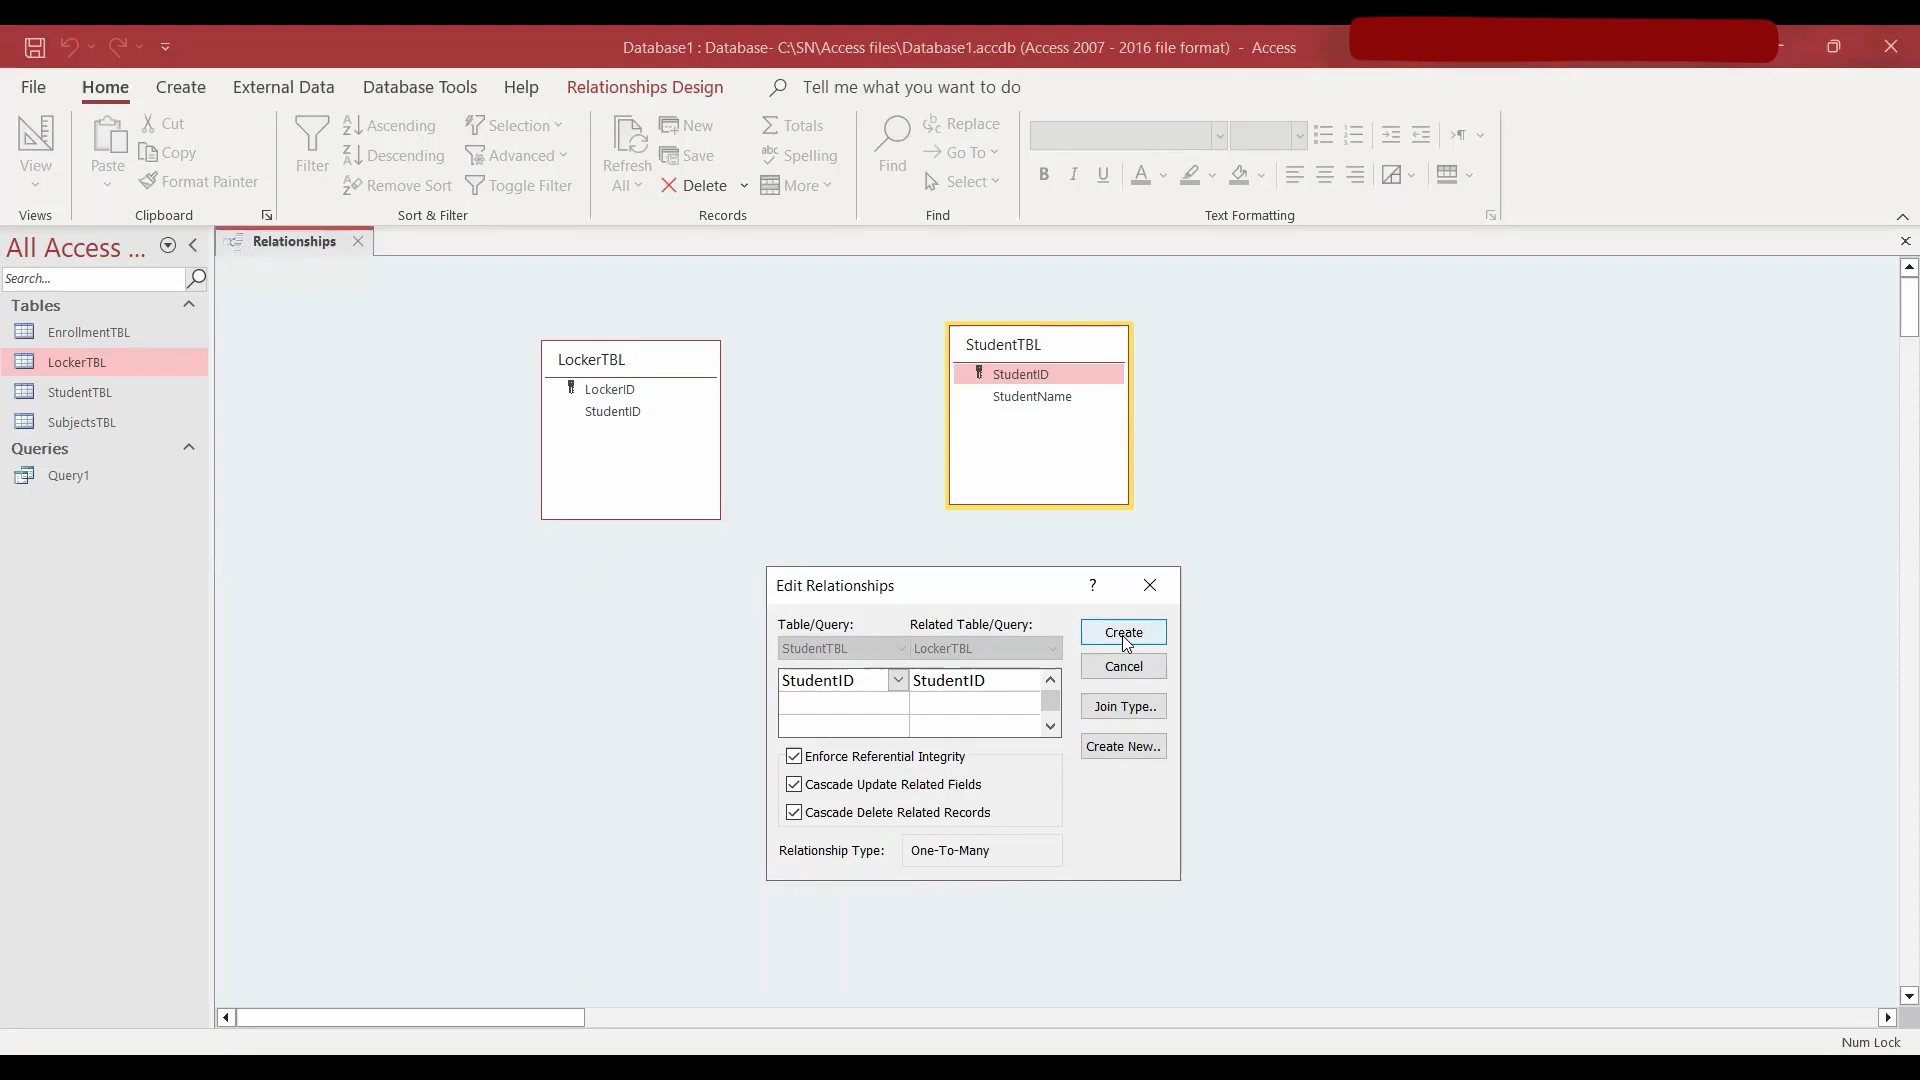 Database1 : Database- C:\SN\Access files\Database1.accdb (Access 2007 - 2016 file format) - Access
File Home Create External Data Database Tools Help Relationships Design Tell me what you want to do
View
Views
Paste
Cut
Copy
Format Painter
Clipboard
Filter
Ascending
Descending
Remove Sort
Selection
Advanced
Toggle Filter
Sort & Filter
Refresh
All
New
Save
Delete
Totals
Spelling
More
Records
Find
Replace
Go To
Select
Find
B I U A
Text Formatting
All Access ...
Search...
Tables
EnrollmentTBL
LockerTBL
StudentTBL
SubjectsTBL
Queries
Query1
Relationships
LockerTBL
LockerID
StudentID
StudentTBL
StudentID
StudentName
Edit Relationships ?
Table/Query: Related Table/Query:
StudentTBL LockerTBL
StudentID StudentID
Create
Cancel
Join Type..
Create New..
Enforce Referential Integrity
Cascade Update Related Fields
Cascade Delete Related Records
Relationship Type: One-To-Many
Num Lock